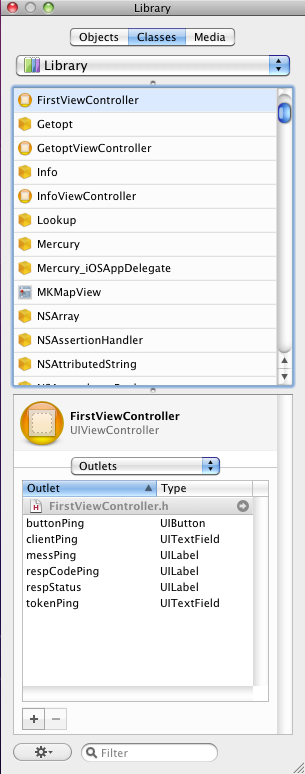 Library
Objects Classes Media
Library
FirstViewController
Getopt
GetoptViewController
Info
InfoViewController
Lookup
Mercury
Mercury_iOSAppDelegate
MKMapView
NSArray
NSAssertionHandler
NSAttributedString
FirstViewController
UIViewController
Outlets
Outlet Type
H FirstViewController.h
buttonPing UIButton
clientPing UITextField
messPing UILabel
respCodePing UILabel
respStatus UILabel
tokenPing UITextField
Filter